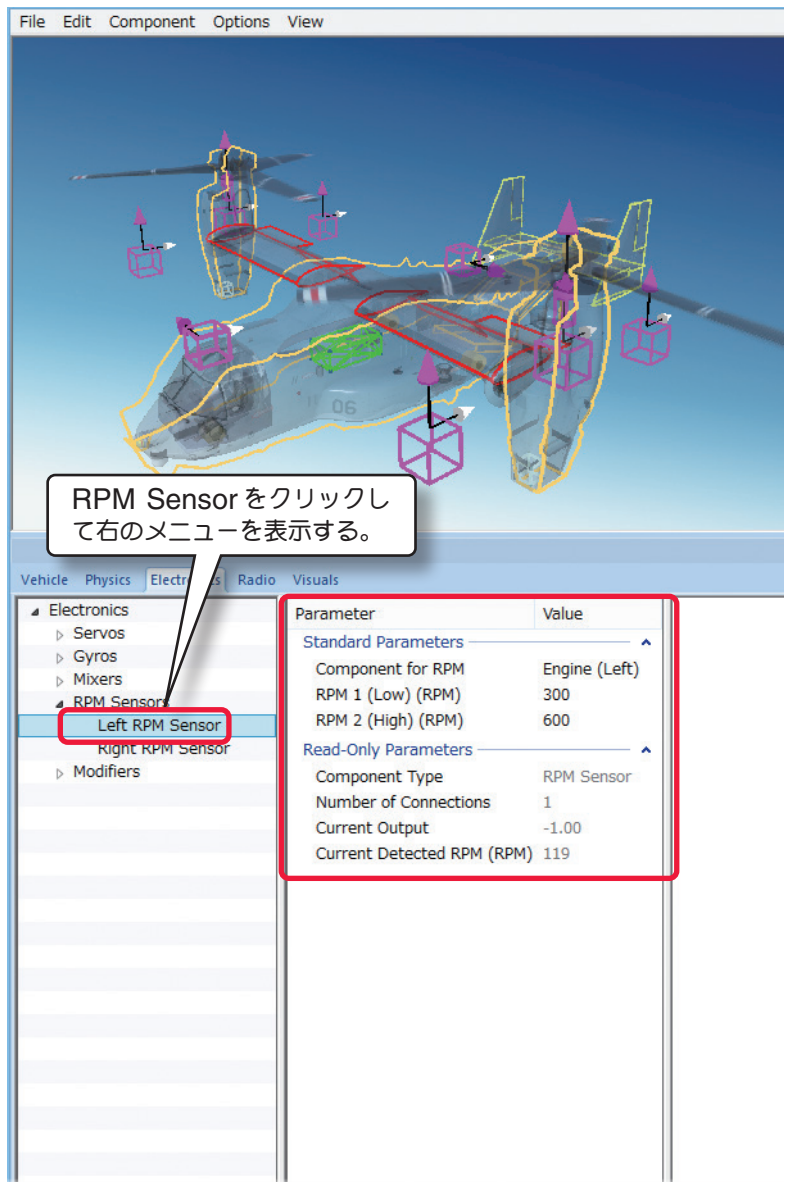 File Edit Component Options View
06
RPM Sensorをクリックし
て右のメニューを表示する。
Vehicle Physics Electronics Radio Visuals
Electronics
Servos
Gyros
Mixers
RPM Sensors
Left RPM Sensor
Right RPM Sensor
Modifiers
Parameter Value
Standard Parameters
Component for RPM Engine (Left)
RPM 1 (Low) (RPM) 300
RPM 2 (High) (RPM) 600
Read-Only Parameters
Component Type RPM Sensor
Number of Connections 1
Current Output -1.00
Current Detected RPM (RPM) 119